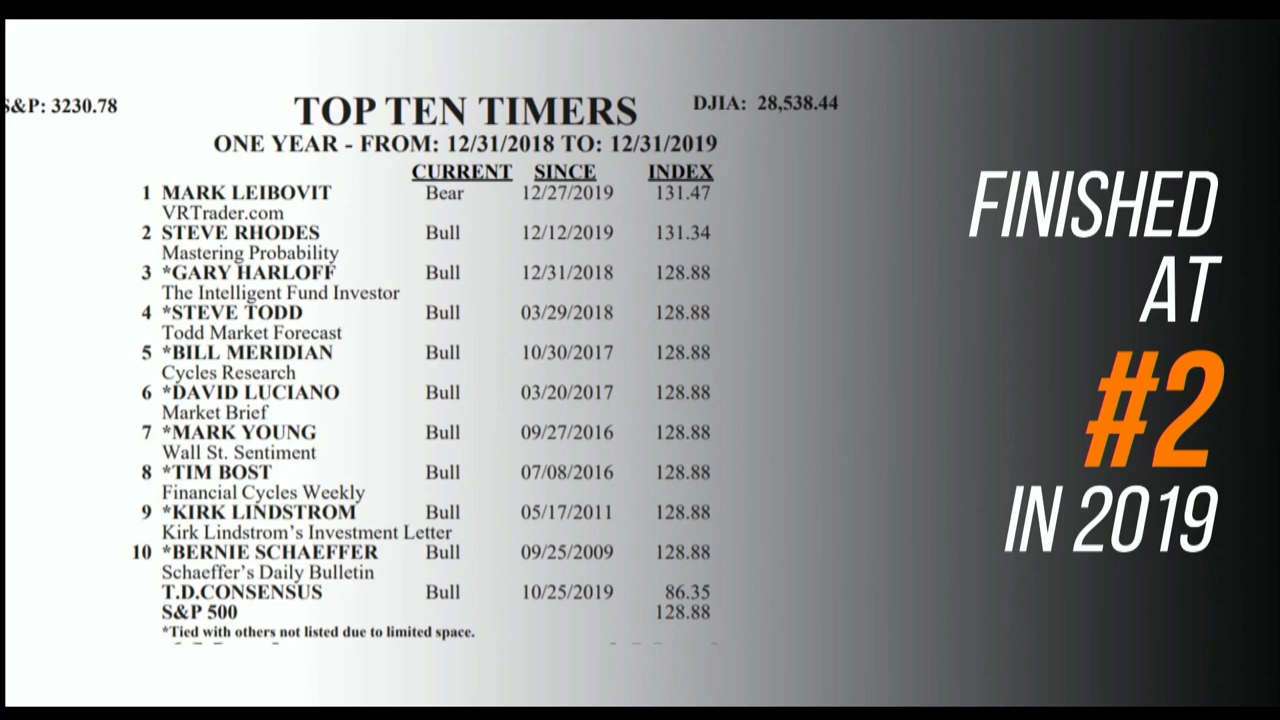 S&P: 3230.78
TOP TEN TIMERS
DJIA: 28,538.44
ONE YEAR - FROM: 12/31/2018 TO: 12/31/2019
CURRENT SINCE INDEX
1 MARK LEIBOVIT Bear 12/27/2019 131.47
VRTrader.com
2 STEVE RHODES Bull 12/12/2019 131.34
Mastering Probability
3 *GARY HARLOFF Bull 12/31/2018 128.88
The Intelligent Fund Investor
4 *STEVE TODD Bull 03/29/2018 128.88
Todd Market Forecast
5 *BILL MERIDIAN Bull 10/30/2017 128.88
Cycles Research
6 *DAVID LUCIANO Bull 03/20/2017 128.88
Market Brief
7 *MARK YOUNG Bull 09/27/2016 128.88
Wall St. Sentiment
8 *TIM BOST Bull 07/08/2016 128.88
Financial Cycles Weekly
9 *KIRK LINDSTROM Bull 05/17/2011 128.88
Kirk Lindstrom's Investment Letter
10 *BERNIE SCHAEFFER Bull 09/25/2009 128.88
Schaeffer's Daily Bulletin
T.D.CONSENSUS Bull 10/25/2019 86.35
S&P 500 128.88
*Tied with others not listed due to limited space.
FINISHED
AT
#2
IN 2019